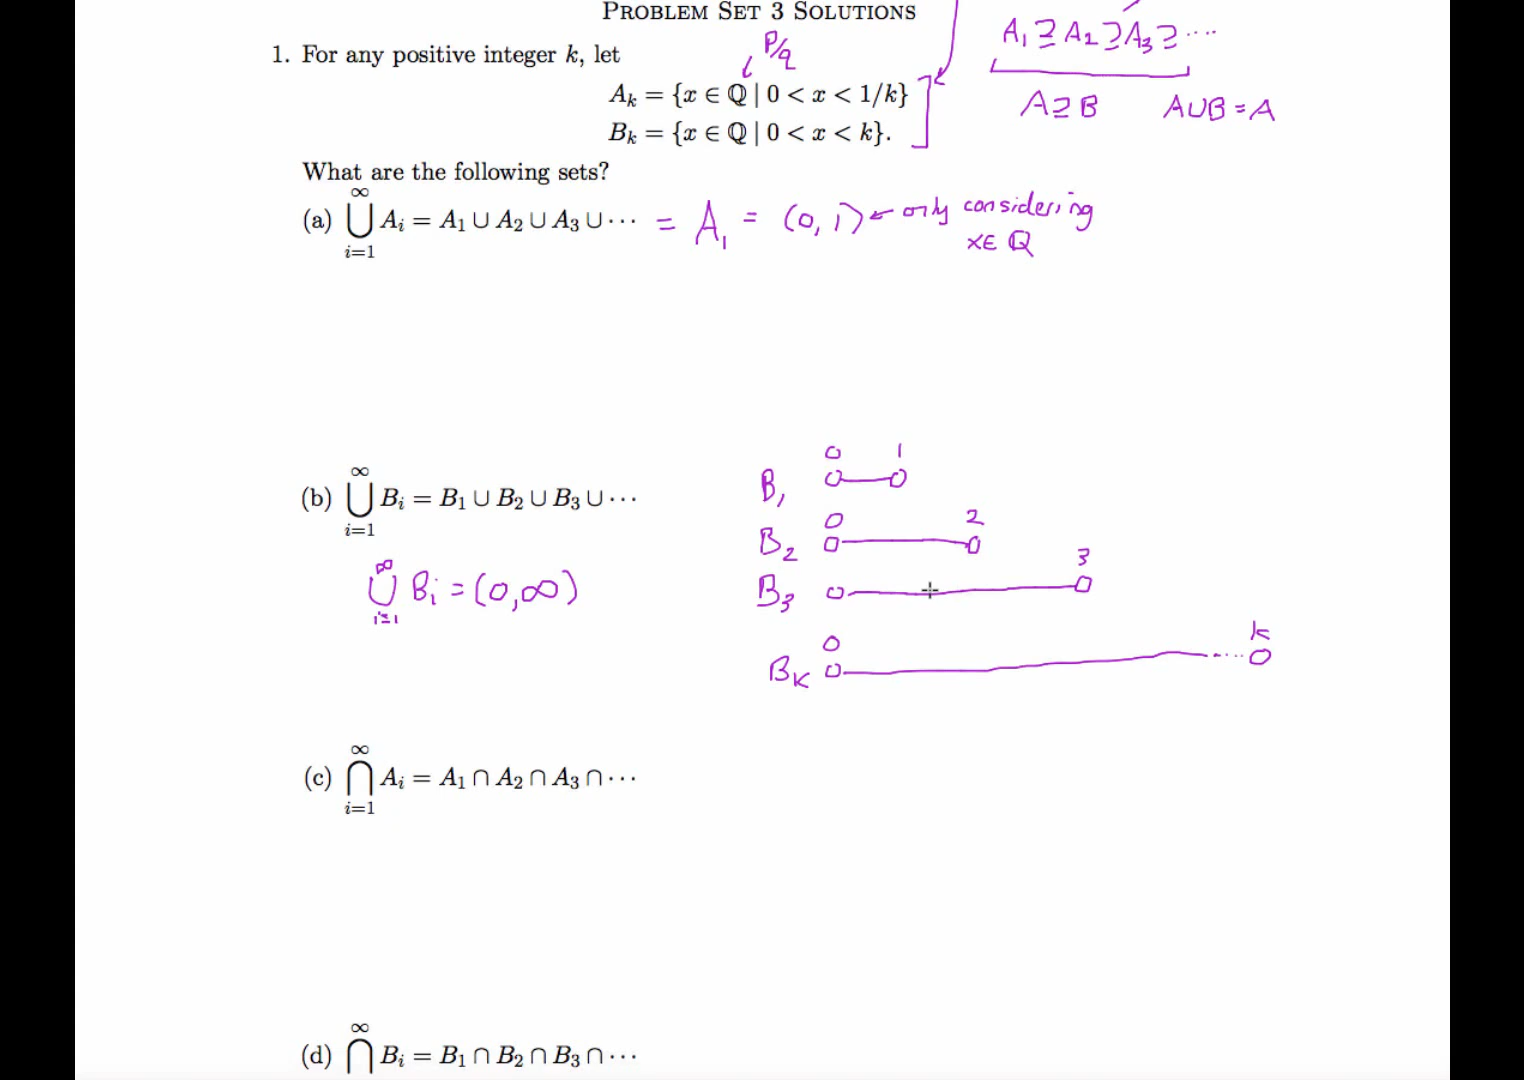 PROBLEM SET 3 SOLUTIONS
A₁ ⊇ A₂ ⊇ A₃ ⊇ ····
1. For any positive integer k, let
P/q
Aₖ = {x ∈ ℚ | 0 < x < 1/k}
A ⊇ B A∪B = A
Bₖ = {x ∈ ℚ | 0 < x < k}.
What are the following sets?
(a) ⋃_{i=1}^{∞} Aᵢ = A₁ ∪ A₂ ∪ A₃ ∪ ··· = A₁ = (0, 1) ← only considering
x ∈ ℚ
0 1
B₁
(b) ⋃_{i=1}^{∞} Bᵢ = B₁ ∪ B₂ ∪ B₃ ∪ ···
0 2
B₂
3
⋃_{i=1}^{∞} Bᵢ = (0, ∞)
B₃
0 k
Bₖ
(c) ⋂_{i=1}^{∞} Aᵢ = A₁ ∩ A₂ ∩ A₃ ∩ ···
(d) ⋂^{∞} Bᵢ = B₁ ∩ B₂ ∩ B₃ ∩ ···